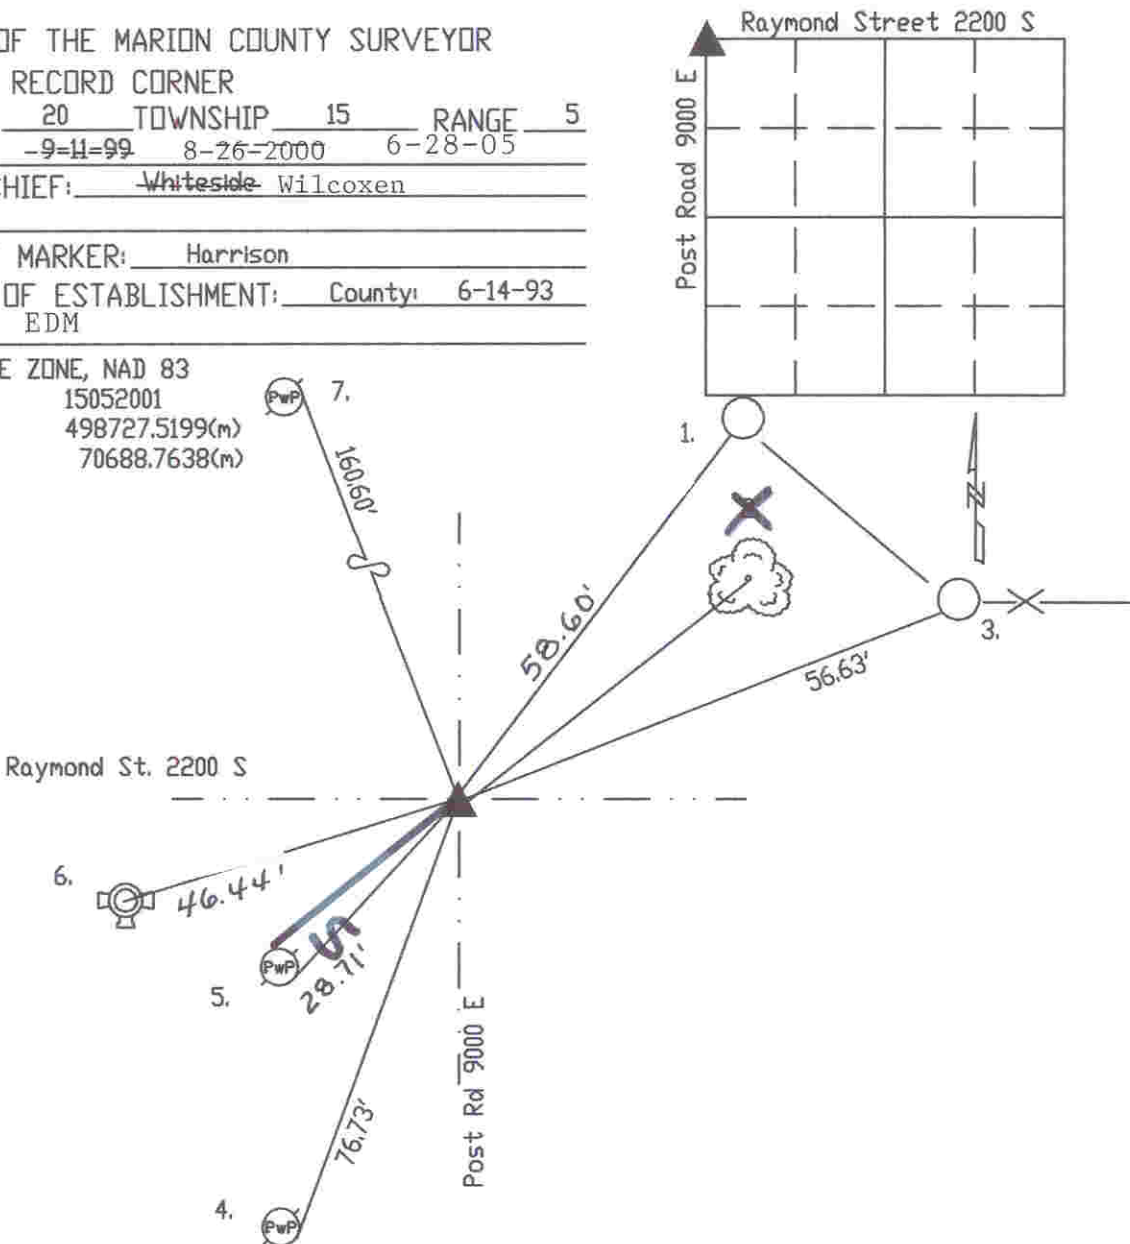 OF THE MARION COUNTY SURVEYOR
RECORD CORNER
20 TOWNSHIP 15 RANGE 5
-9=11=99 8-26-2000 6-28-05
CHIEF: Whiteside Wilcoxen
MARKER: Harrison
OF ESTABLISHMENT: County: 6-14-93
EDM
E ZONE, NAD 83
15052001
498727.5199(m)
70688.7638(m)
Raymond Street 2200 S
Post Road 9000 E
N
7.
PwP
160.60'
1.
58.60'
3.
56.63'
Raymond St. 2200 S
6.
46.44'
5.
PwP
28.71'
76.73'
Post Rd 9000 E
4.
PwP